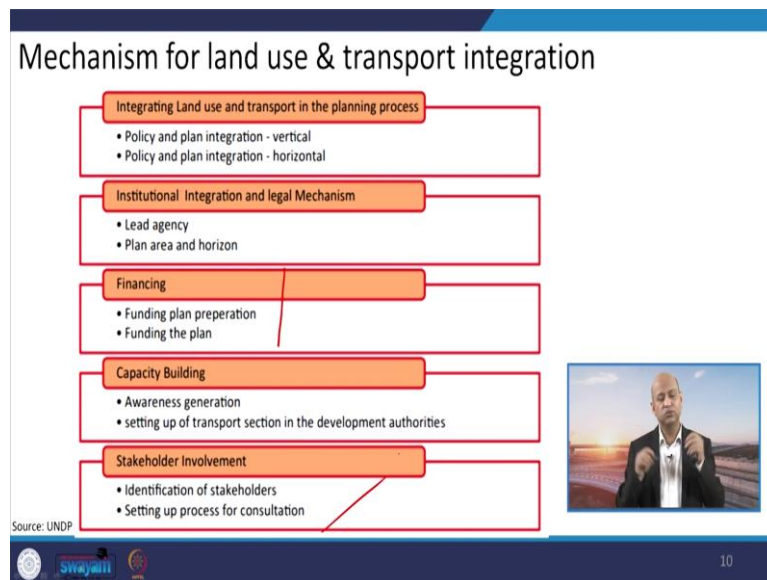 Mechanism for land use & transport integration
Integrating Land use and transport in the planning process
• Policy and plan integration - vertical
• Policy and plan integration - horizontal
Institutional Integration and legal Mechanism
• Lead agency
• Plan area and horizon
Financing
• Funding plan preperation
• Funding the plan
Capacity Building
• Awareness generation
• setting up of transport section in the development authorities
Stakeholder Involvement
• Identification of stakeholders
• Setting up process for consultation
Source: UNDP
swayam
10